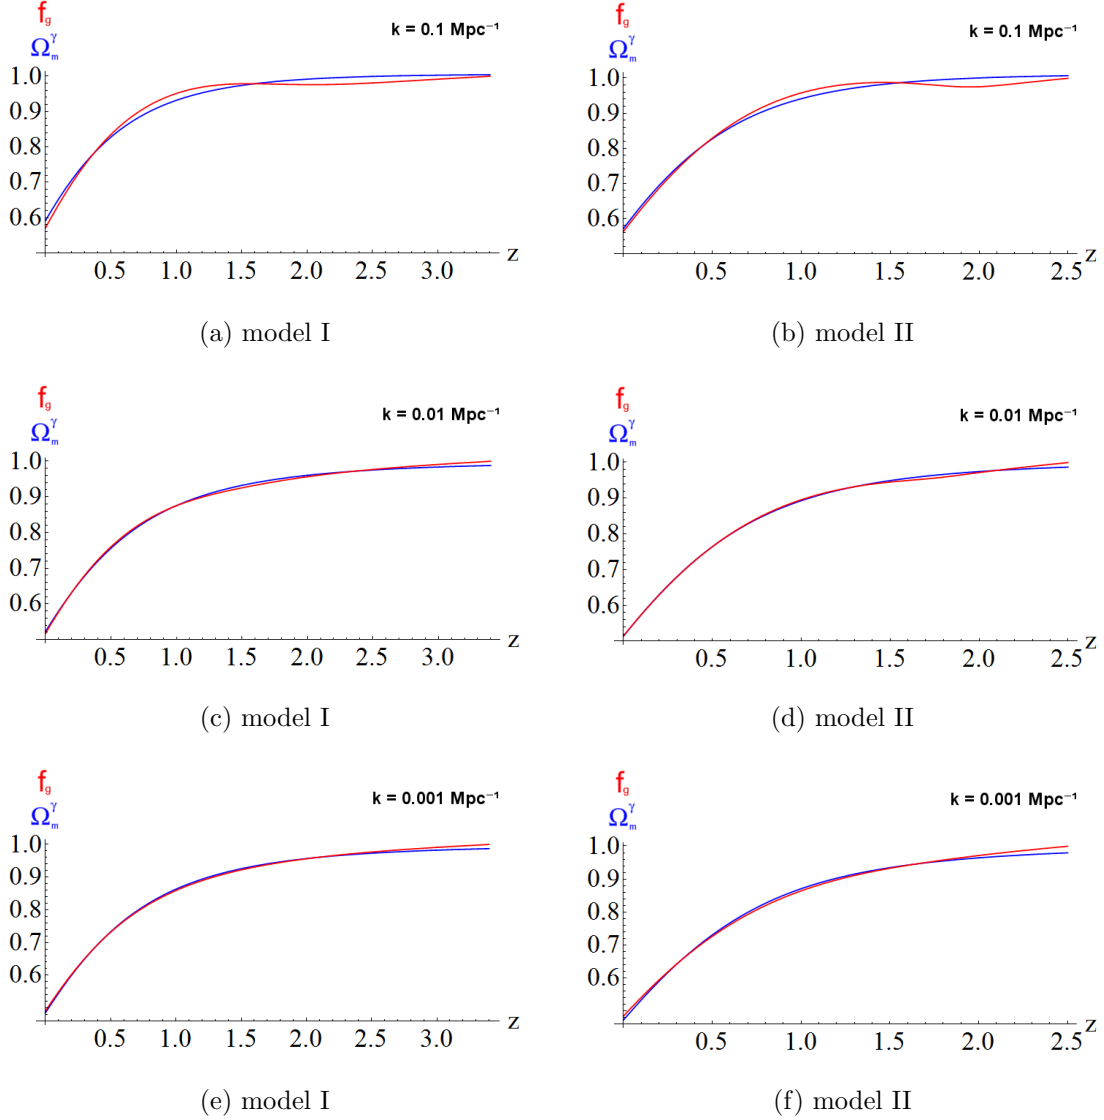 f_g
Ω_m^γ
k = 0.1 Mpc⁻¹
1.0
0.9
0.8
0.7
0.6
0.5 1.0 1.5 2.0 2.5 3.0 z
(a) model I
f_g
Ω_m^γ
k = 0.1 Mpc⁻¹
1.0
0.9
0.8
0.7
0.6
0.5 1.0 1.5 2.0 2.5 z
(b) model II
f_g
Ω_m^γ
k = 0.01 Mpc⁻¹
1.0
0.9
0.8
0.7
0.6
0.5 1.0 1.5 2.0 2.5 3.0 z
(c) model I
f_g
Ω_m^γ
k = 0.01 Mpc⁻¹
1.0
0.9
0.8
0.7
0.6
0.5 1.0 1.5 2.0 2.5 z
(d) model II
f_g
Ω_m^γ
k = 0.001 Mpc⁻¹
1.0
0.9
0.8
0.7
0.6
0.5 1.0 1.5 2.0 2.5 3.0 z
(e) model I
f_g
Ω_m^γ
k = 0.001 Mpc⁻¹
1.0
0.9
0.8
0.7
0.6
0.5 1.0 1.5 2.0 2.5 z
(f) model II